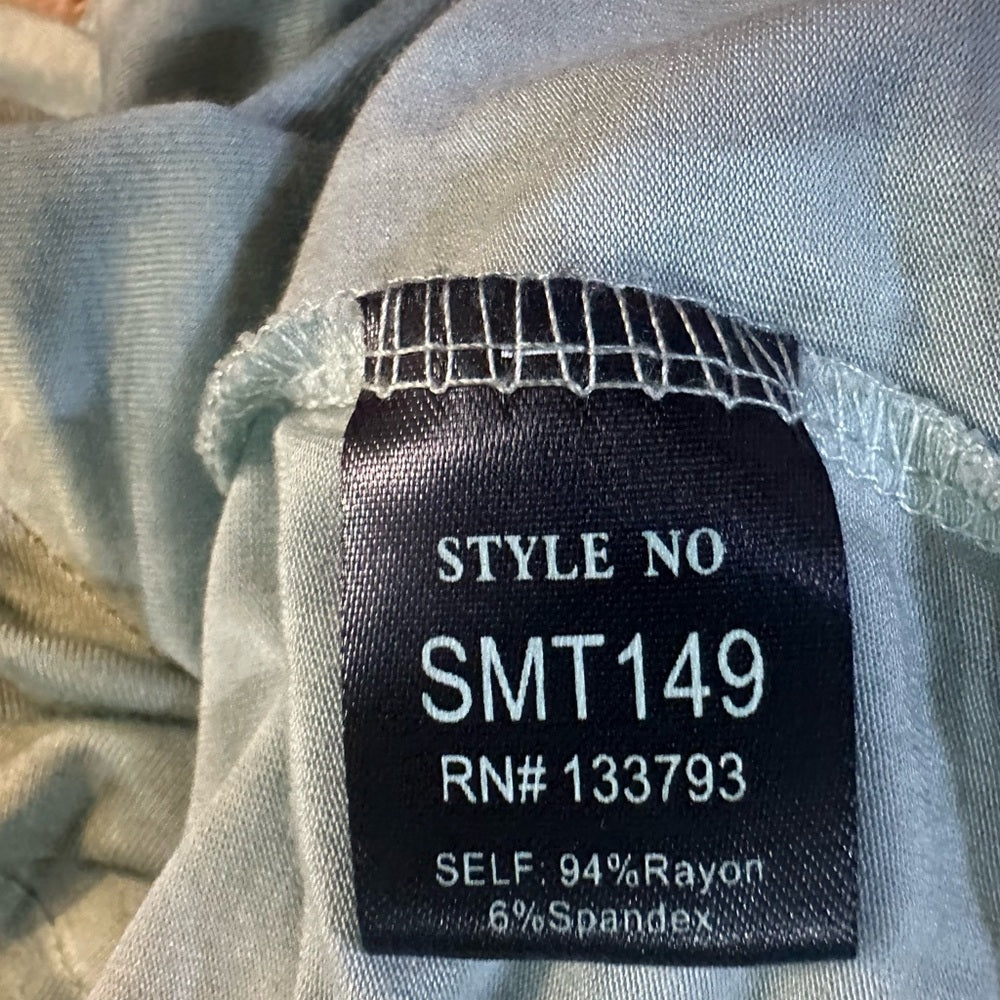 STYLE NO
SMT149
RN# 133793
SELF: 94%Rayon
6%Spandex